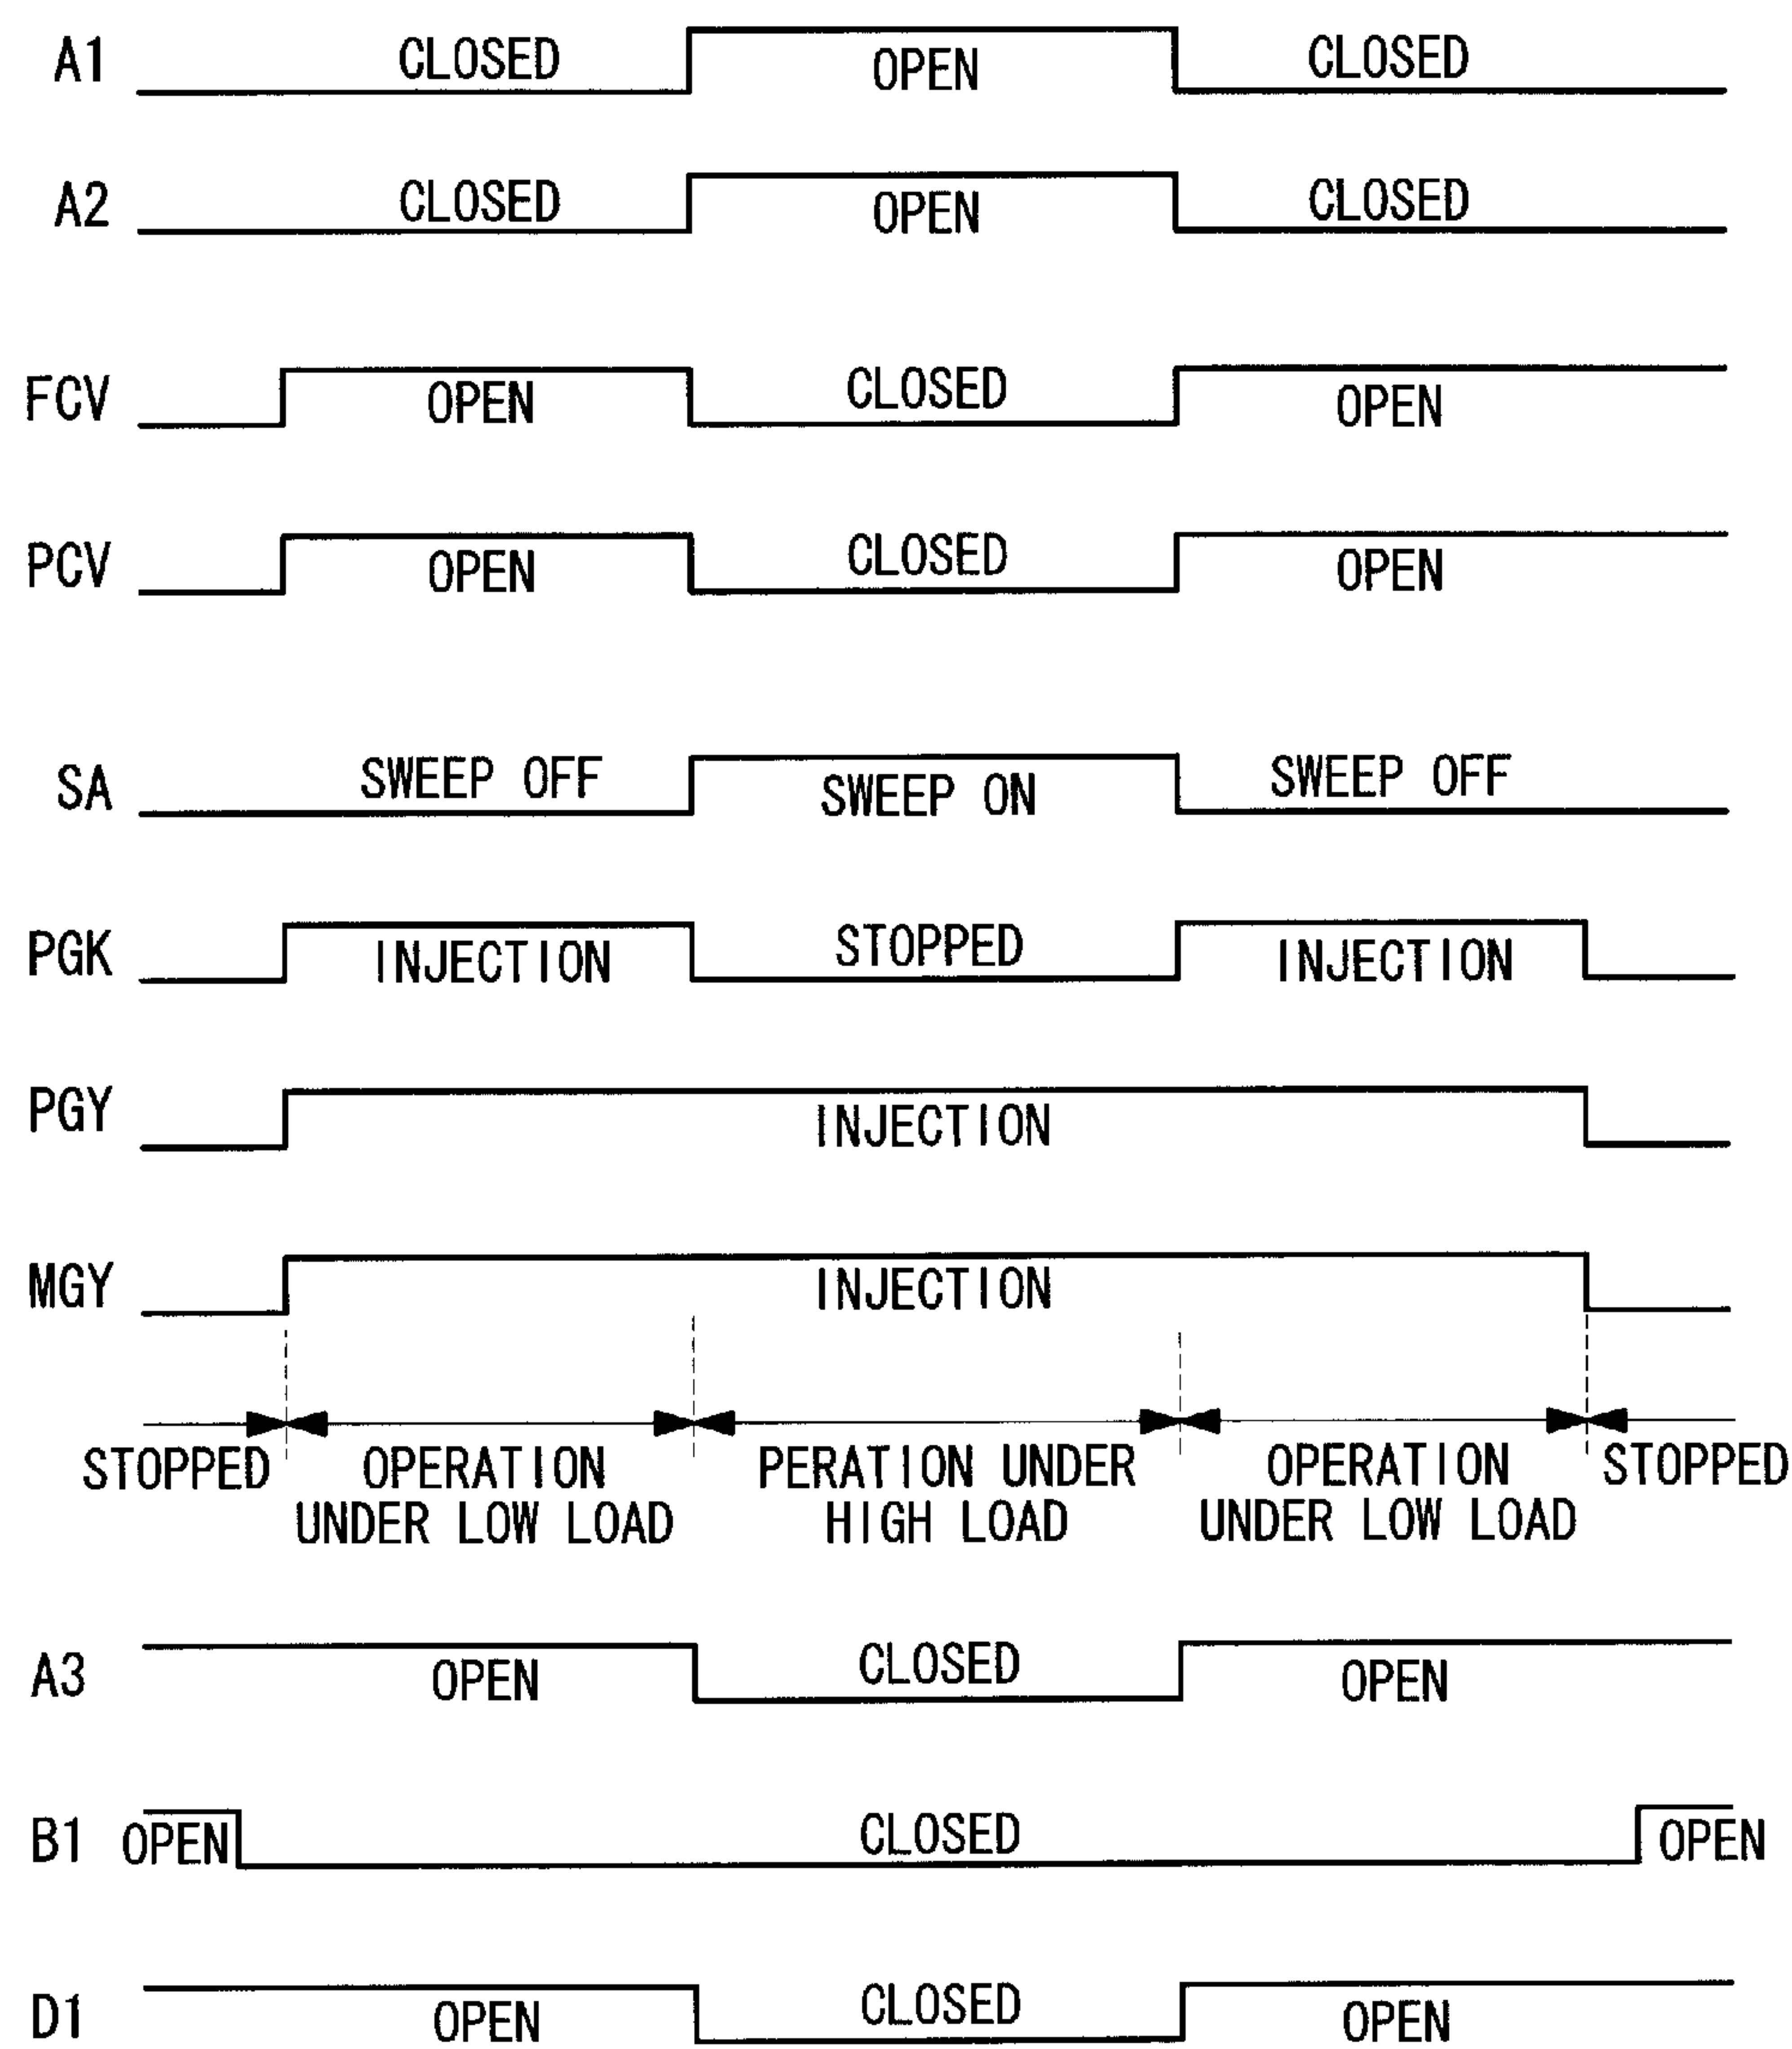 A1 CLOSED OPEN CLOSED
A2 CLOSED OPEN CLOSED
FCV OPEN CLOSED OPEN
PCV OPEN CLOSED OPEN
SA SWEEP OFF SWEEP ON SWEEP OFF
PGK INJECTION STOPPED INJECTION
PGY INJECTION
MGY INJECTION
STOPPED OPERATION PERATION UNDER OPERATION STOPPED
UNDER LOW LOAD HIGH LOAD UNDER LOW LOAD
A3 OPEN CLOSED OPEN
B1 OPEN CLOSED OPEN
D1 OPEN CLOSED OPEN